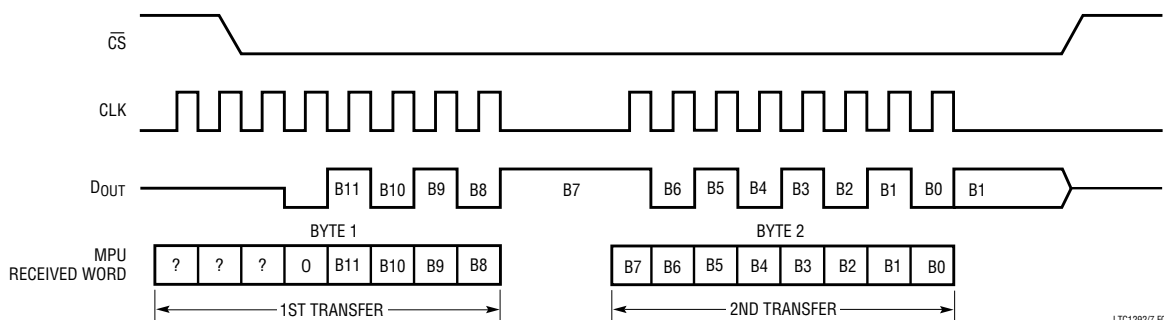 CS
CLK
DOUT B11 B10 B9 B8 B7 B6 B5 B4 B3 B2 B1 B0 B1
BYTE 1 BYTE 2
MPU
RECEIVED WORD
? ? ? O B11 B10 B9 B8 B7 B6 B5 B4 B3 B2 B1 B0
1ST TRANSFER 2ND TRANSFER